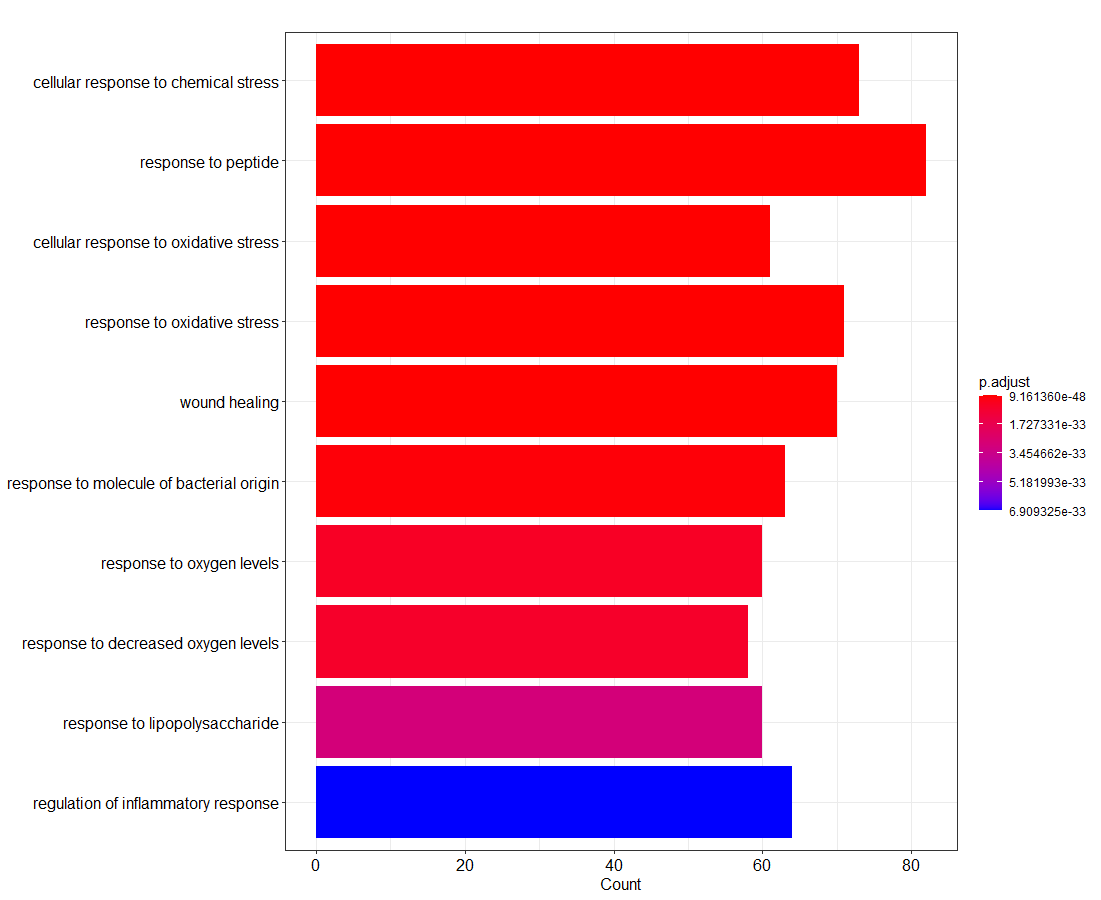 cellular response to chemical stress
response to peptide
cellular response to oxidative stress
response to oxidative stress
wound healing
response to molecule of bacterial origin
response to oxygen levels
response to decreased oxygen levels
response to lipopolysaccharide
regulation of inflammatory response
0 20 40 60 80
Count
p.adjust
9.161360e-48
1.727331e-33
3.454662e-33
5.181993e-33
6.909325e-33